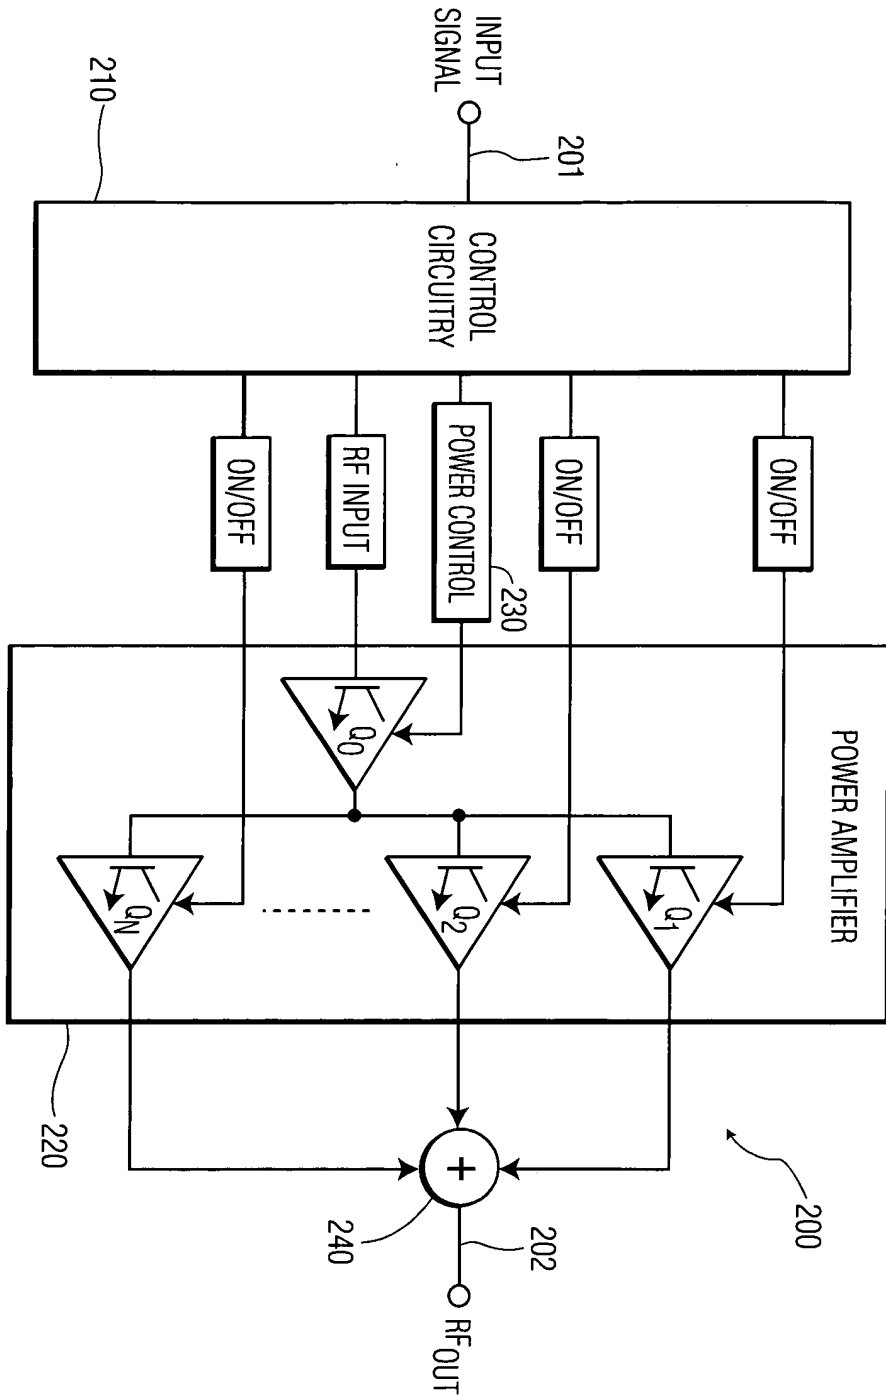 INPUT
SIGNAL
210
201
CONTROL
CIRCUITRY
ON/OFF
ON/OFF
POWER CONTROL
RF INPUT
ON/OFF
230
POWER AMPLIFIER
Q0
Q1
Q2
QN
220
200
+
240
202
RFOUT